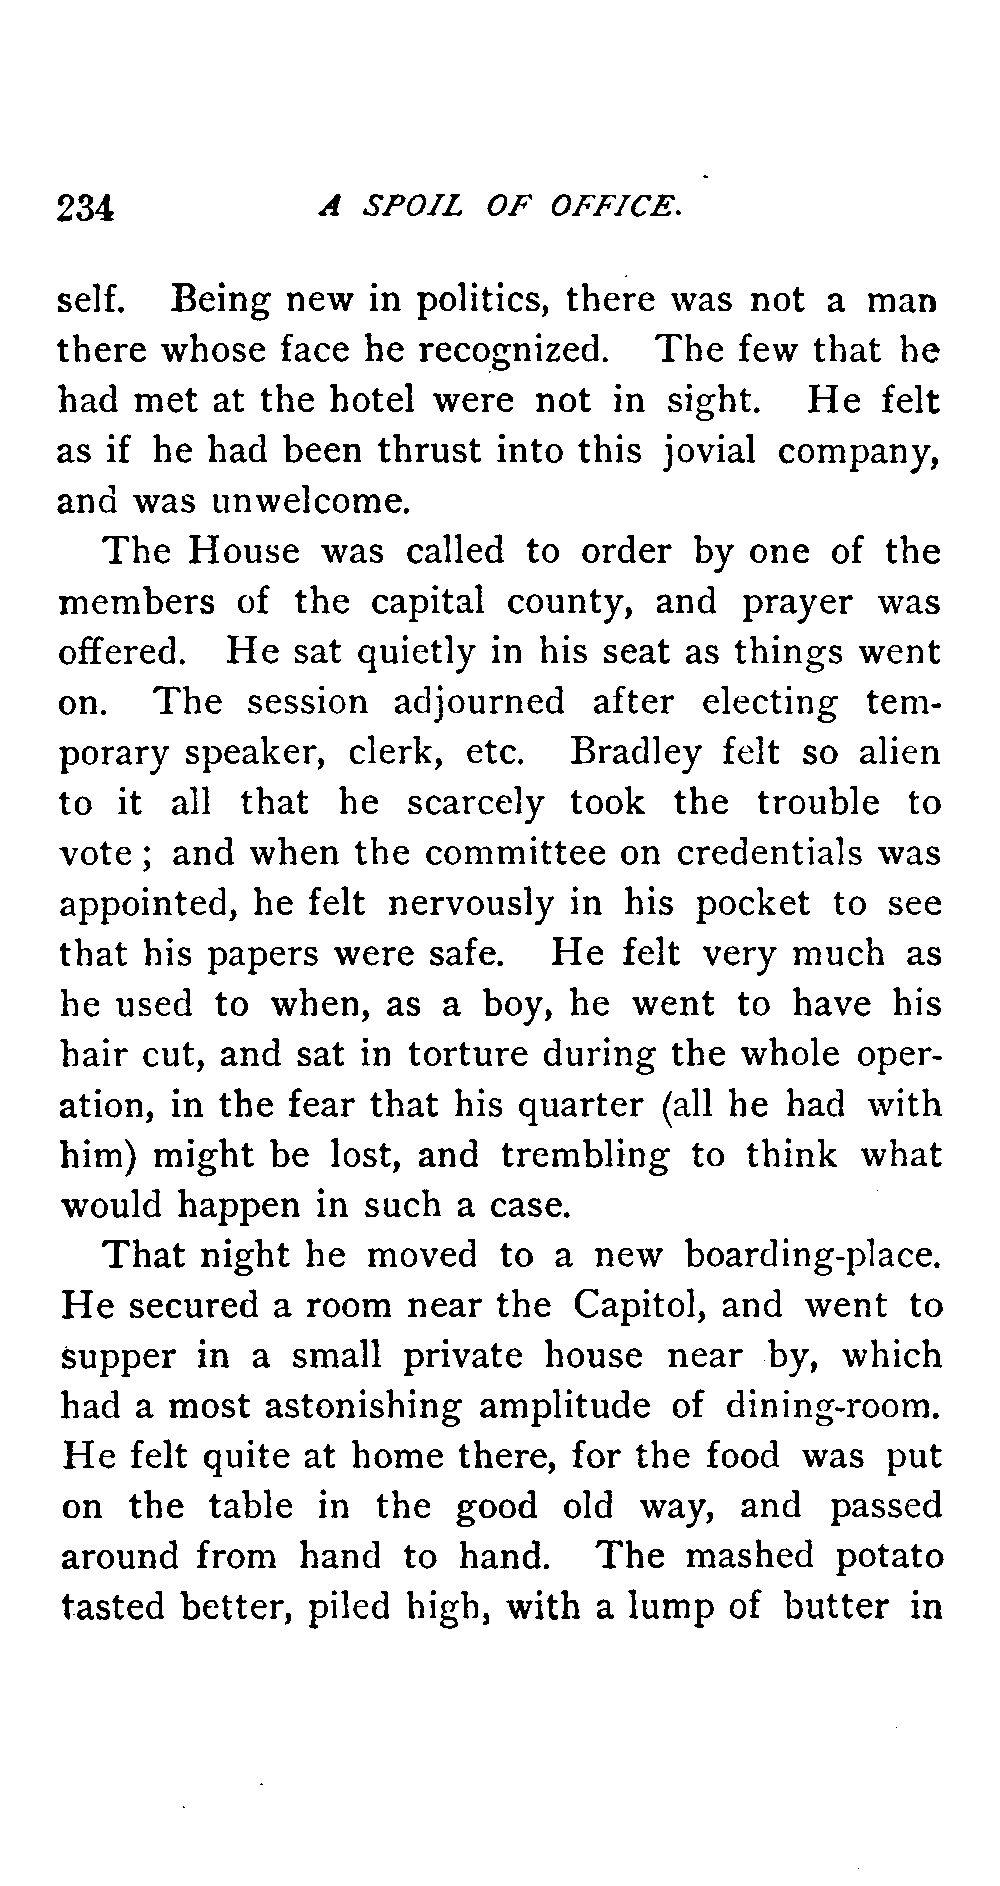 234 A SPOIL OF OFFICE.
self. Being new in politics, there was not a man
there whose face he recognized. The few that he
had met at the hotel were not in sight. He felt
as if he had been thrust into this jovial company,
and was unwelcome.
The House was called to order by one of the
members of the capital county, and prayer was
offered. He sat quietly in his seat as things went
on. The session adjourned after electing tem-
porary speaker, clerk, etc. Bradley felt so alien
to it all that he scarcely took the trouble to
vote; and when the committee on credentials was
appointed, he felt nervously in his pocket to see
that his papers were safe. He felt very much as
he used to when, as a boy, he went to have his
hair cut, and sat in torture during the whole oper-
ation, in the fear that his quarter (all he had with
him) might be lost, and trembling to think what
would happen in such a case.
That night he moved to a new boarding-place.
He secured a room near the Capitol, and went to
supper in a small private house near by, which
had a most astonishing amplitude of dining-room.
He felt quite at home there, for the food was put
on the table in the good old way, and passed
around from hand to hand. The mashed potato
tasted better, piled high, with a lump of butter in